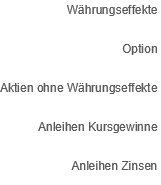 Währungseffekte
Option
Aktien ohne Währungseffekte
Anleihen Kursgewinne
Anleihen Zinsen